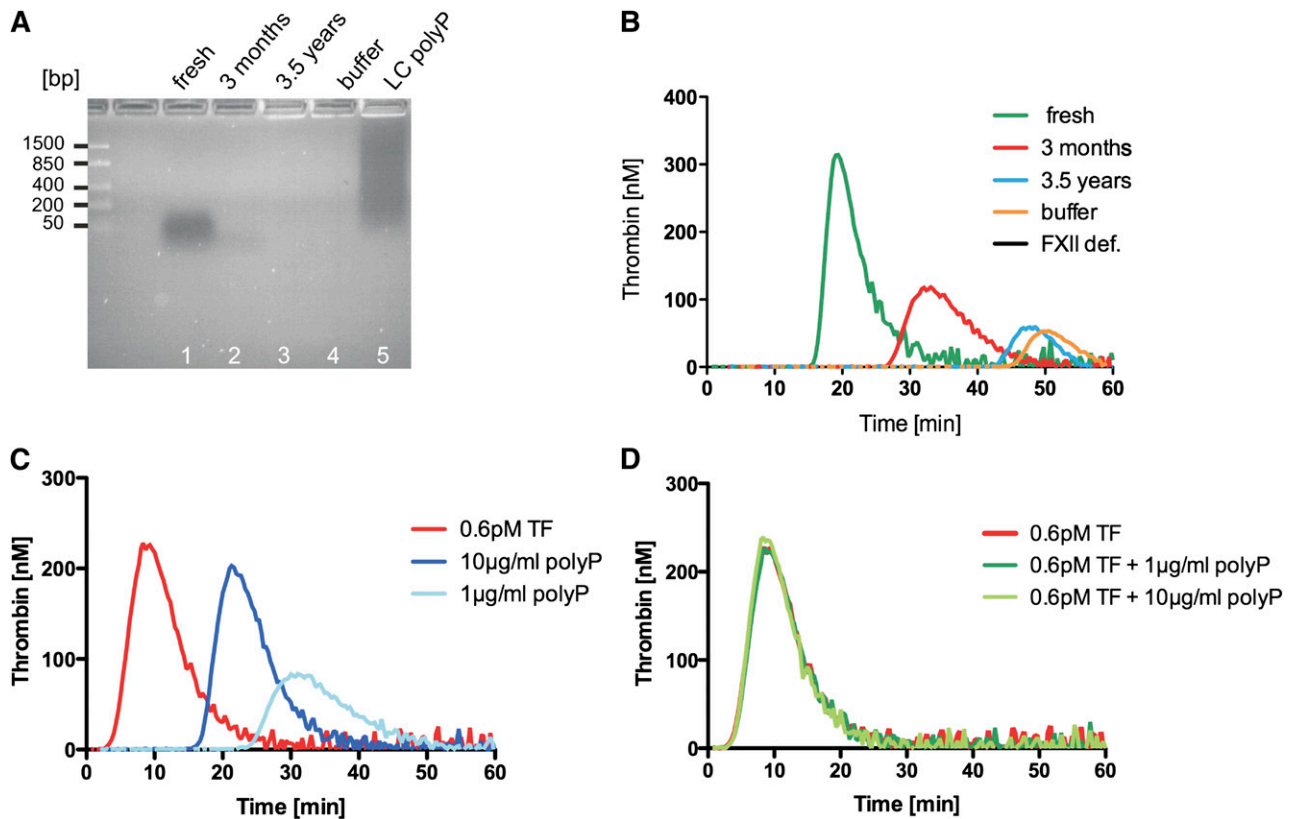 A
[bp]
fresh
3 months
3.5 years
buffer
LC polyP
1500
850
400
200
50
1 2 3 4 5
B
Thrombin [nM]
400
300
200
100
0
0 10 20 30 40 50 60
Time [min]
fresh
3 months
3.5 years
buffer
FXII def.
C
Thrombin [nM]
300
200
100
0
0 10 20 30 40 50 60
Time [min]
0.6pM TF
10µg/ml polyP
1µg/ml polyP
D
Thrombin [nM]
300
200
100
0
0 10 20 30 40 50 60
Time [min]
0.6pM TF
0.6pM TF + 1µg/ml polyP
0.6pM TF + 10µg/ml polyP